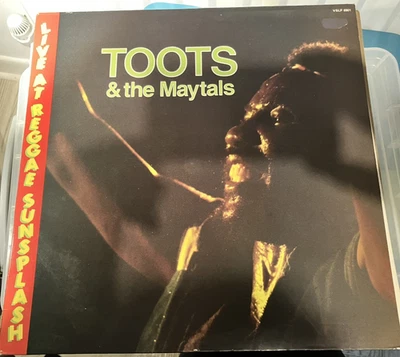 TOOTS
& the Maytals
LIVE AT REGGAE SUNSPLASH